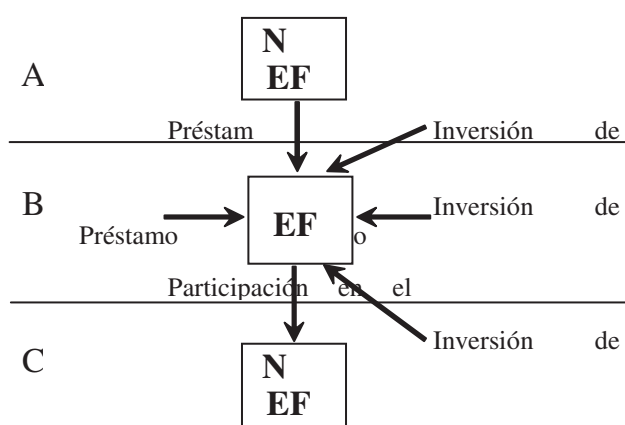 N
EF
A
Préstam
Inversión de
B
EF
Inversión de
Préstamo
o
Participación en el
Inversión de
C
N
EF